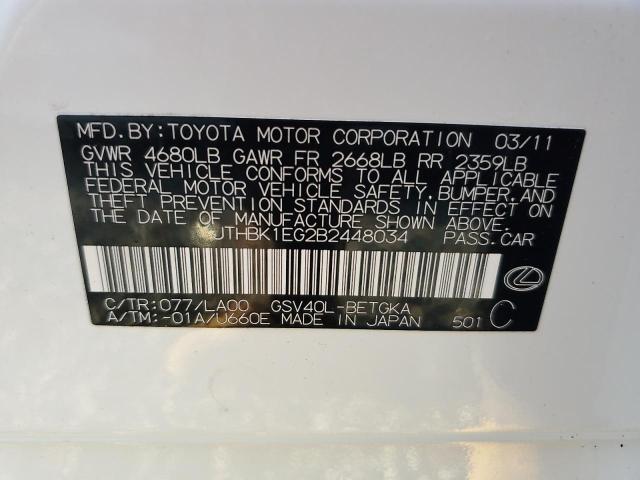 MFD. BY: TOYOTA MOTOR CORPORATION 03/11
GVWR 4680LB GAWR FR 2668LB RR 2359LB
THIS VEHICLE CONFORMS TO ALL APPLICABLE
FEDERAL MOTOR VEHICLE SAFETY, BUMPER, AND
THEFT PREVENTION STANDARDS IN EFFECT ON
THE DATE OF MANUFACTURE SHOWN ABOVE.
JTHBK1EG2B2448034 PASS. CAR
C/TR: 077/LA00 GSV40L-BETGKA
A/TM: -01A/U660E MADE IN JAPAN 501 C